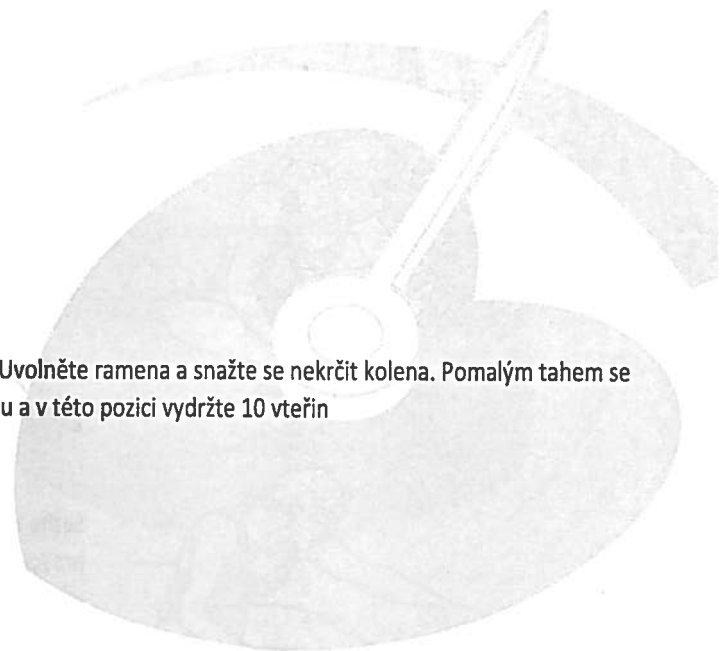 Uvolněte ramena a snažte se nekrčit kolena. Pomalým tahem se
u a v této pozici vydržte 10 vteřin